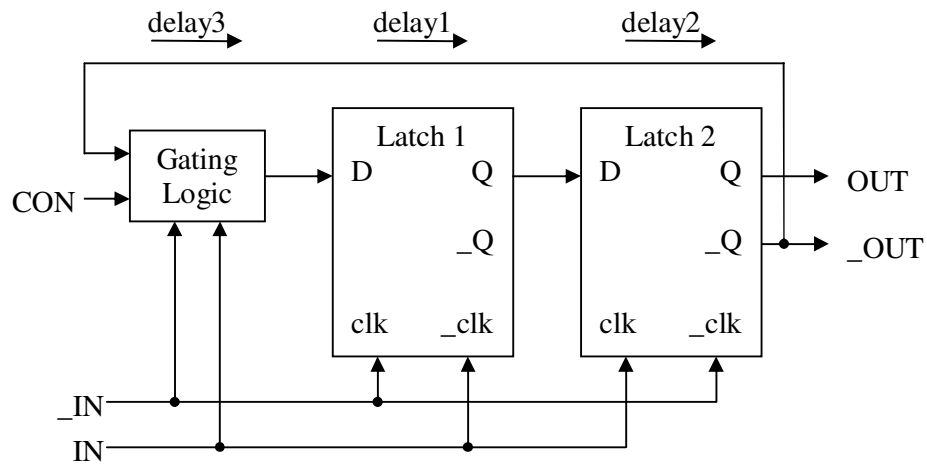 delay3 delay1 delay2
Latch 1 Latch 2
Gating
Logic
D Q D Q OUT
CON
_Q _Q _OUT
clk _clk clk _clk
_IN
IN